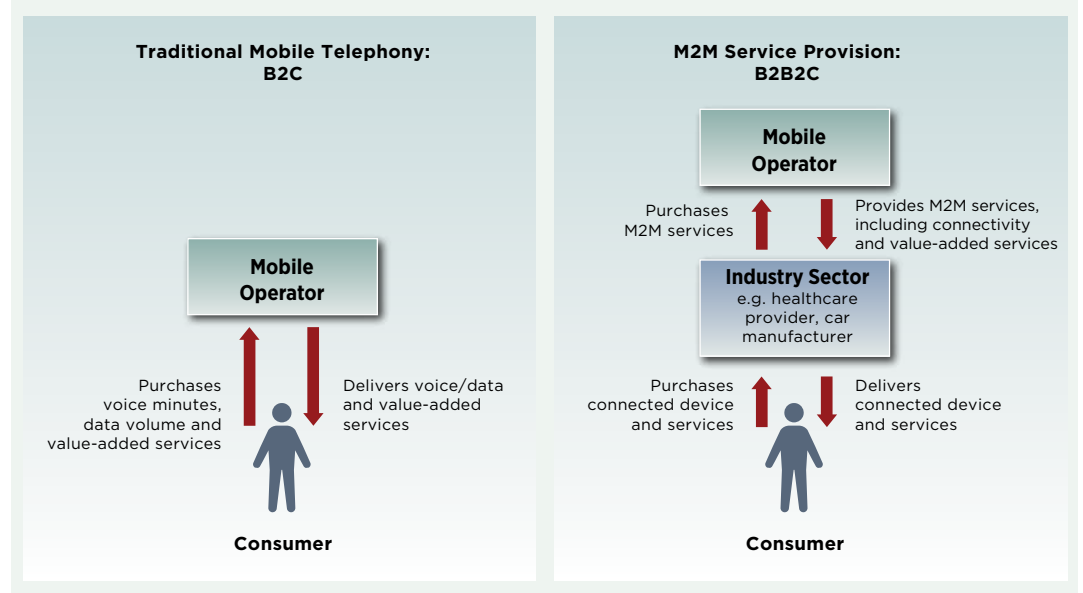 Traditional Mobile Telephony:
B2C
Mobile
Operator
Purchases
voice minutes,
data volume and
value-added services
Delivers voice/data
and value-added
services
Consumer
M2M Service Provision:
B2B2C
Mobile
Operator
Purchases
M2M services
Provides M2M services,
including connectivity
and value-added services
Industry Sector
e.g. healthcare
provider, car
manufacturer
Purchases
connected device
and services
Delivers
connected device
and services
Consumer